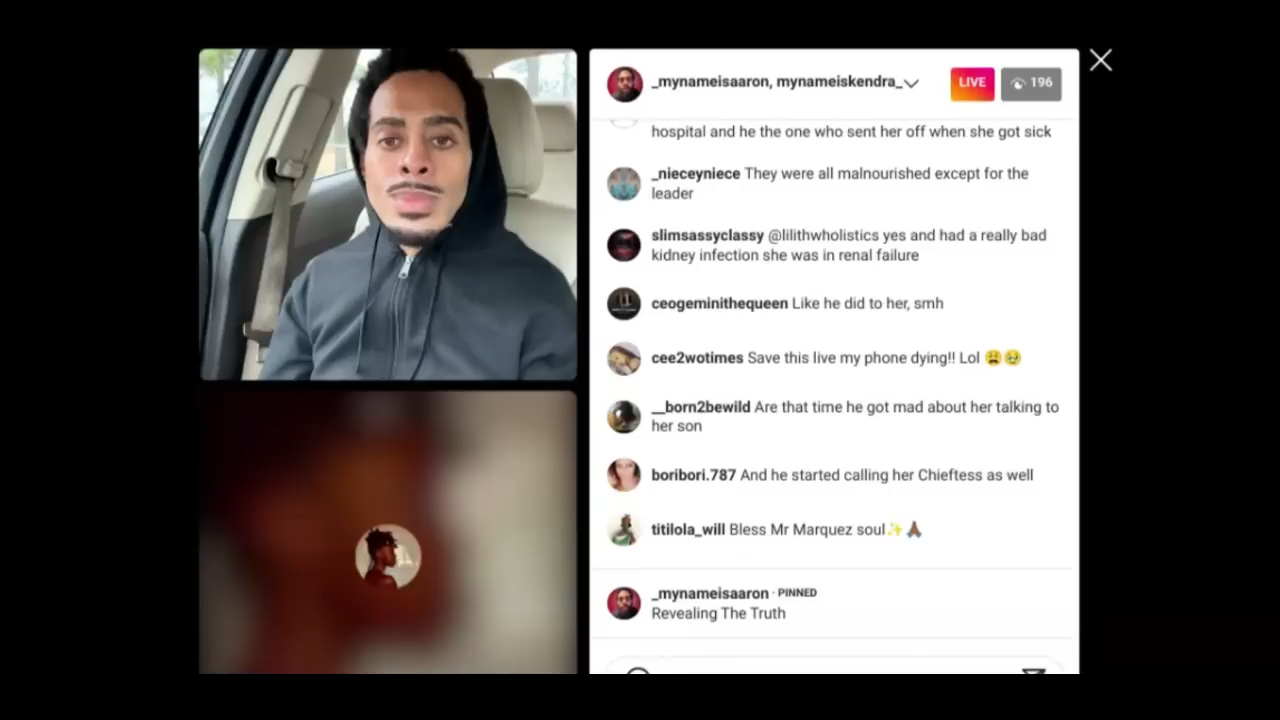 _mynameisaaron, mynameiskendra_
LIVE
196
hospital and he the one who sent her off when she got sick
_nieceyniece They were all malnourished except for the
leader
slimsassyclassy @lilithwholistics yes and had a really bad
kidney infection she was in renal failure
ceogeminithequeen Like he did to her, smh
cee2wotimes Save this live my phone dying!! Lol 😩🥹
__born2bewild Are that time he got mad about her talking to
her son
boribori.787 And he started calling her Chieftess as well
titilola_will Bless Mr Marquez soul✨🙏🏾
_mynameisaaron · PINNED
Revealing The Truth